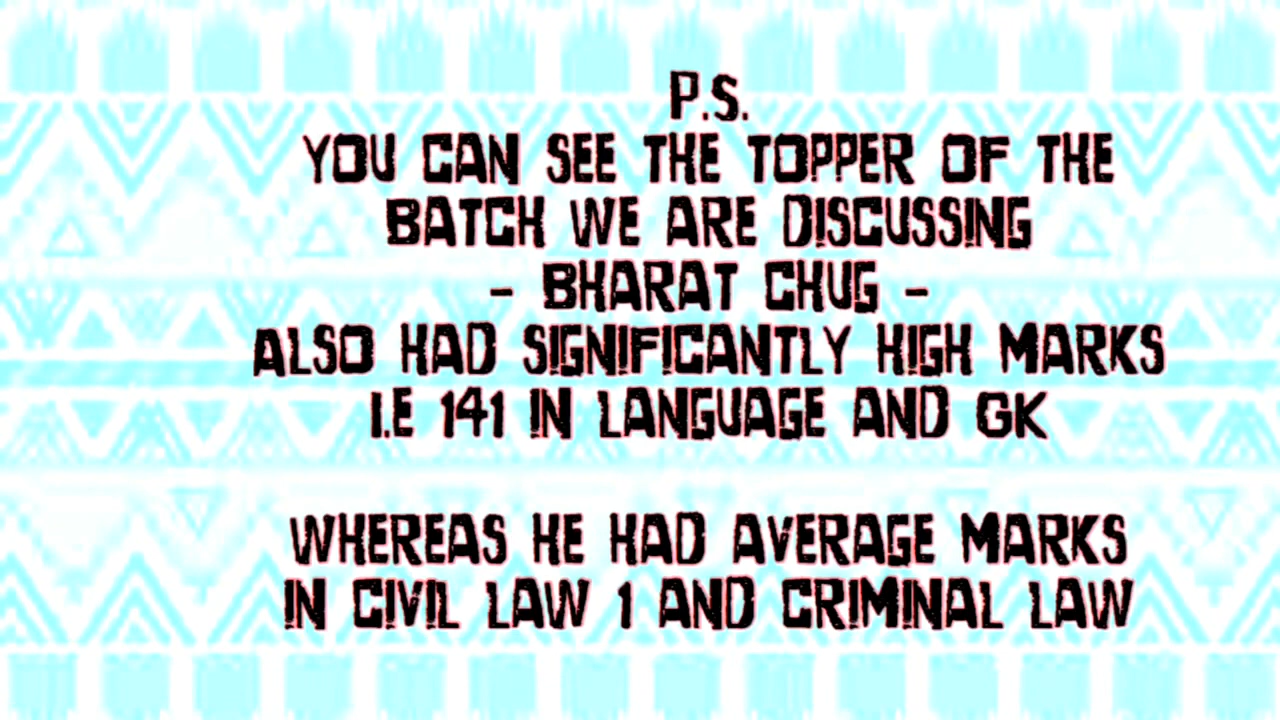 P.S.
YOU CAN SEE THE TOPPER OF THE
BATCH WE ARE DISCUSSING
- BHARAT CHUG -
ALSO HAD SIGNIFICANTLY HIGH MARKS
I.E 141 IN LANGUAGE AND GK
WHEREAS HE HAD AVERAGE MARKS
IN CIVIL LAW 1 AND CRIMINAL LAW